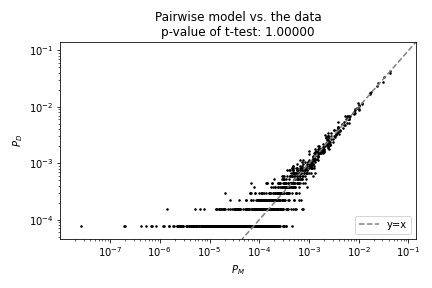 Pairwise model vs. the data
p-value of t-test: 1.00000
10⁻¹
10⁻²
10⁻³
10⁻⁴
P_D
y=x
10⁻⁷ 10⁻⁶ 10⁻⁵ 10⁻⁴ 10⁻³ 10⁻² 10⁻¹
P_M